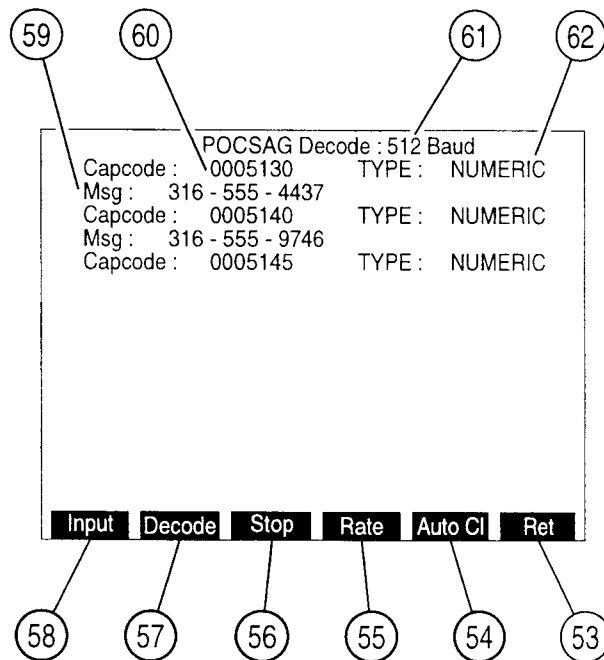 59 60 61 62
POCSAG Decode : 512 Baud
Capcode : 0005130 TYPE : NUMERIC
Msg : 316 - 555 - 4437
Capcode : 0005140 TYPE : NUMERIC
Msg : 316 - 555 - 9746
Capcode : 0005145 TYPE : NUMERIC
Input Decode Stop Rate Auto Cl Ret
58 57 56 55 54 53